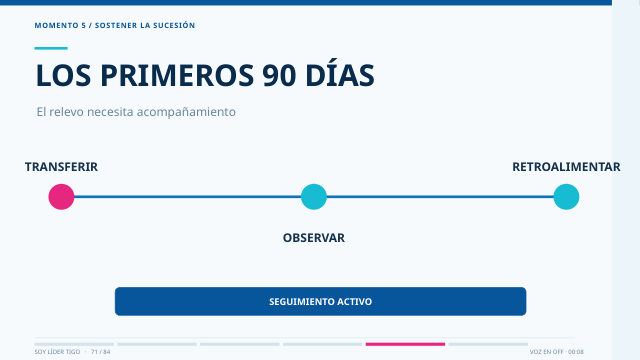 MOMENTO 5 / SOSTENER LA SUCESIÓN
LOS PRIMEROS 90 DÍAS
El relevo necesita acompañamiento
TRANSFERIR
RETROALIMENTAR
OBSERVAR
SEGUIMIENTO ACTIVO
SOY LÍDER TIGO · 71 / 84
VOZ EN OFF · 00:08